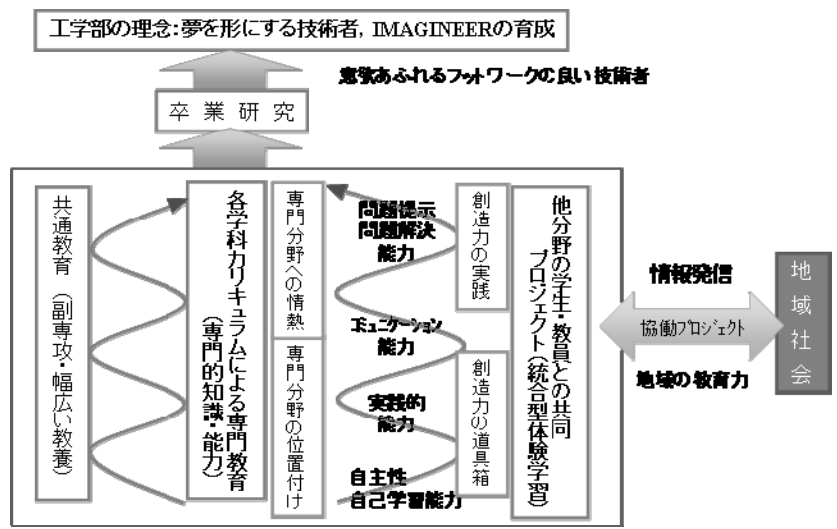 工学部の理念:夢を形にする技術者, IMAGINEERの育成
意欲あふれるフットワークの良い技術者
卒業研究
共通教育
(副専攻・幅広い教養)
各学科カリキュラムによる専門教育
(専門的知識・能力)
専門分野への情熱
専門分野の位置付け
問題提示
問題解決
能力
コミュニケーション
能力
実践的
能力
自主性
自己学習能力
創造力の実践
創造力の道具箱
他分野の学生・教員との共同
プロジェクト(統合型体験学習)
情報発信
協働プロジェクト
地域の教育力
地域社会